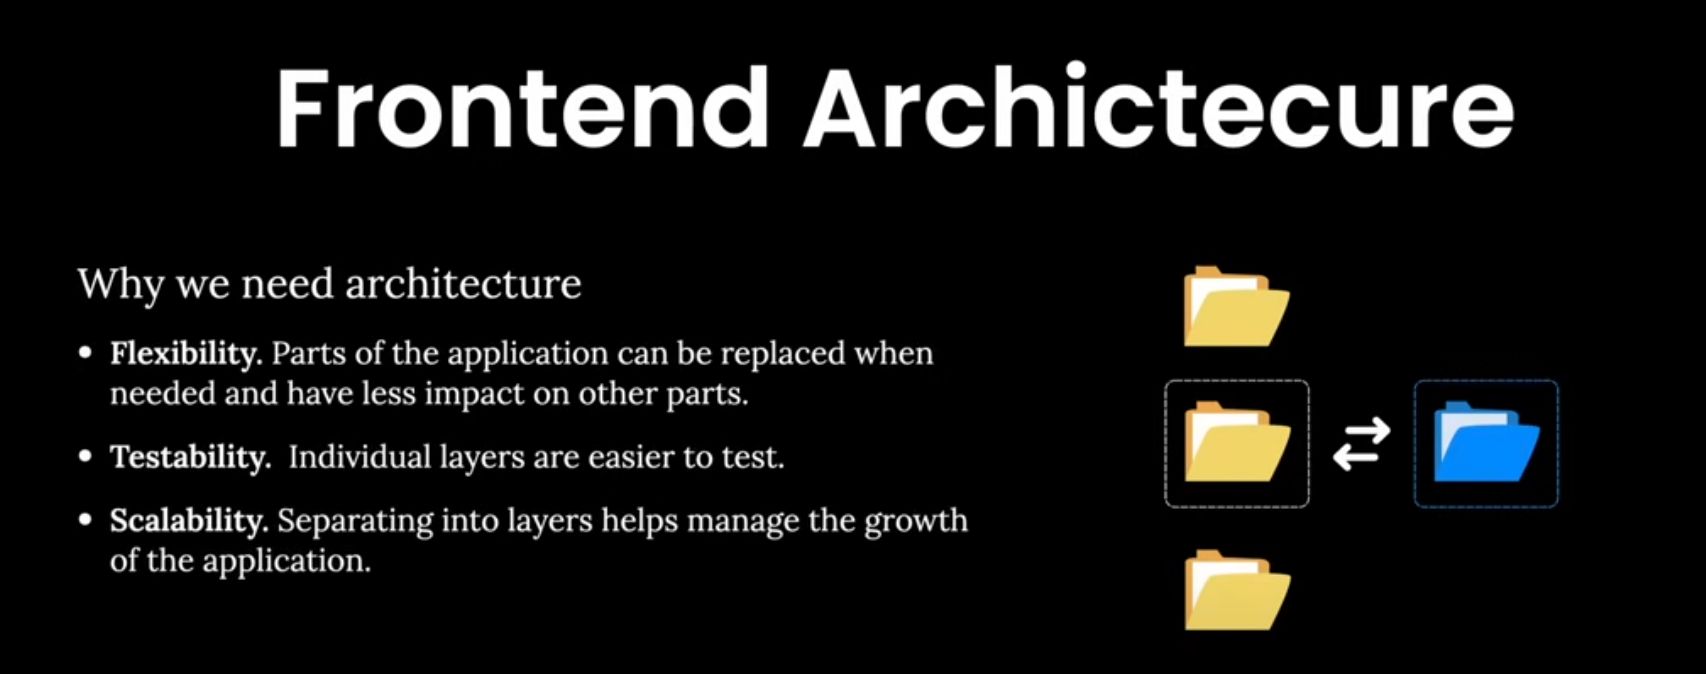 Frontend Archictecure
Why we need architecture
• Flexibility. Parts of the application can be replaced when
needed and have less impact on other parts.
• Testability.  Individual layers are easier to test.
• Scalability. Separating into layers helps manage the growth
of the application.